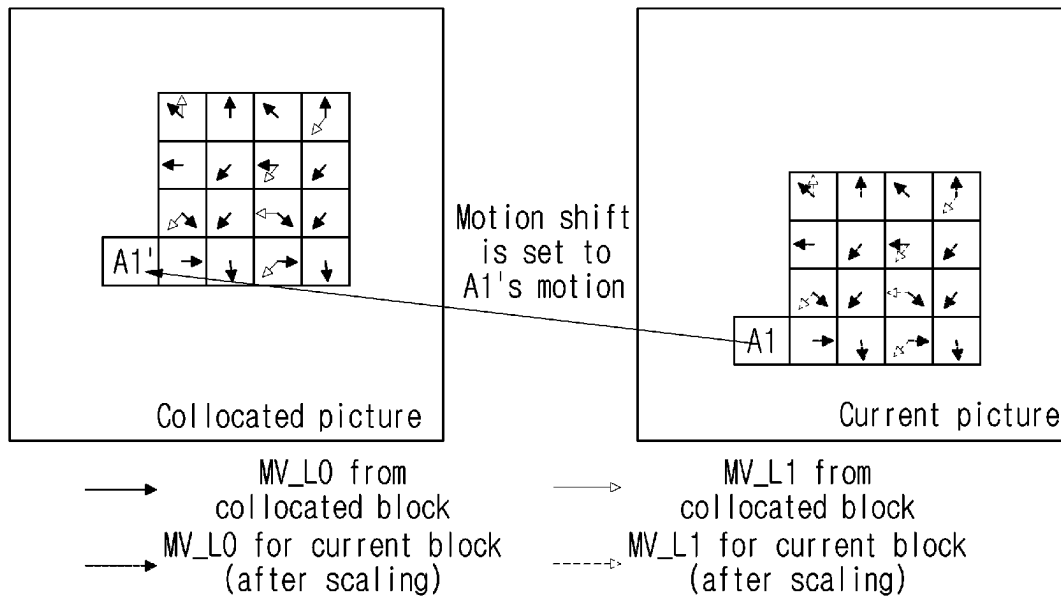 Motion shift
is set to
A1's motion
A1'
A1
Collocated picture
Current picture
MV_L0 from
collocated block
MV_L1 from
collocated block
MV_L0 for current block
(after scaling)
MV_L1 for current block
(after scaling)